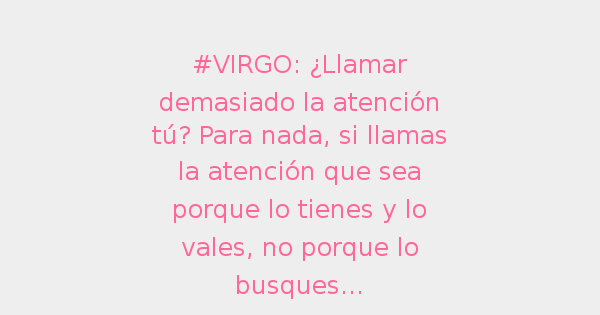 #VIRGO: ¿Llamar
demasiado la atención
tú? Para nada, si llamas
la atención que sea
porque lo tienes y lo
vales, no porque lo
busques...